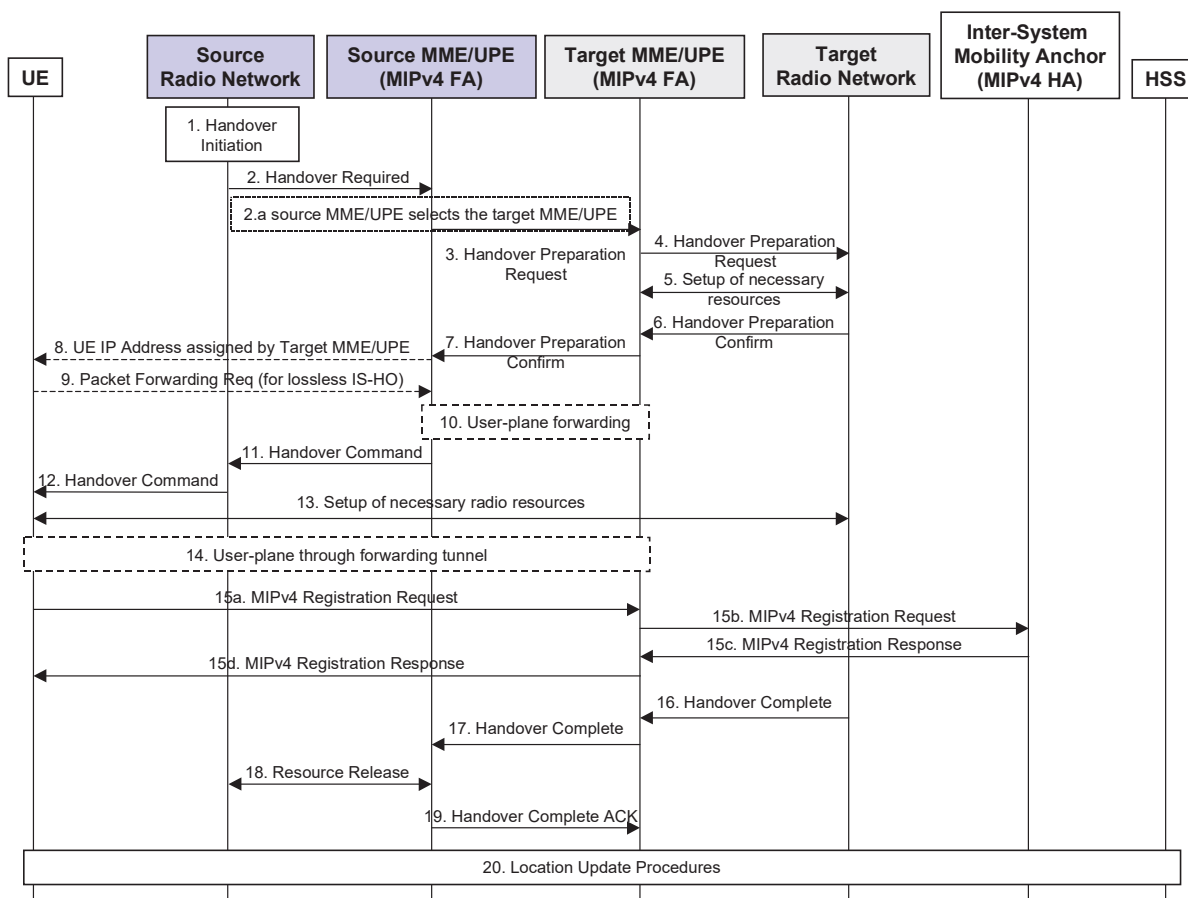 UE
Source
Radio Network
Source MME/UPE
(MIPv4 FA)
Target MME/UPE
(MIPv4 FA)
Target
Radio Network
Inter-System
Mobility Anchor
(MIPv4 HA)
HSS
1. Handover
Initiation
2. Handover Required
2.a source MME/UPE selects the target MME/UPE
3. Handover Preparation
Request
4. Handover Preparation
Request
5. Setup of necessary
resources
6. Handover Preparation
Confirm
7. Handover Preparation
Confirm
8. UE IP Address assigned by Target MME/UPE
9. Packet Forwarding Req (for lossless IS-HO)
10. User-plane forwarding
11. Handover Command
12. Handover Command
13. Setup of necessary radio resources
14. User-plane through forwarding tunnel
15a. MIPv4 Registration Request
15b. MIPv4 Registration Request
15c. MIPv4 Registration Response
15d. MIPv4 Registration Response
16. Handover Complete
17. Handover Complete
18. Resource Release
19. Handover Complete ACK
20. Location Update Procedures